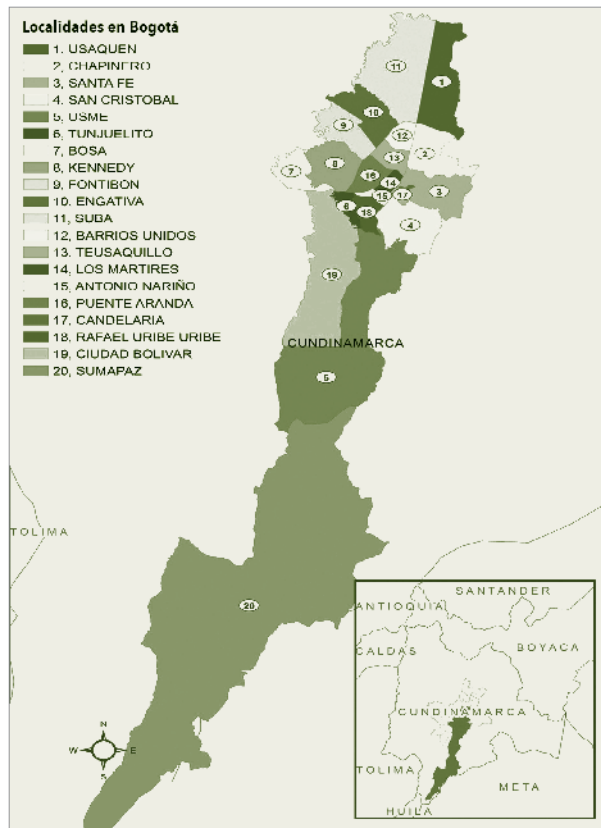 Localidades en Bogotá
1. USAQUEN
2, CHAPINERO
3, SANTA FE
4, SAN CRISTOBAL
5, USME
6, TUNJUELITO
7, BOSA
8, KENNEDY
9, FONTIBON
10, ENGATIVA
11, SUBA
12, BARRIOS UNIDOS
13, TEUSAQUILLO
14, LOS MARTIRES
15, ANTONIO NARIÑO
16, PUENTE ARANDA
17, CANDELARIA
18, RAFAEL URIBE URIBE
19, CIUDAD BOLIVAR
20, SUMAPAZ
11
1
10
9
12
2
13
8
7
16
14
3
15
17
6
18
4
19
CUNDINAMARCA
5
TOLIMA
20
SANTANDER
ANTIOQUIA
CALDAS
BOYACA
CUNDINAMARCA
TOLIMA
META
HUILA
N
W
E
S